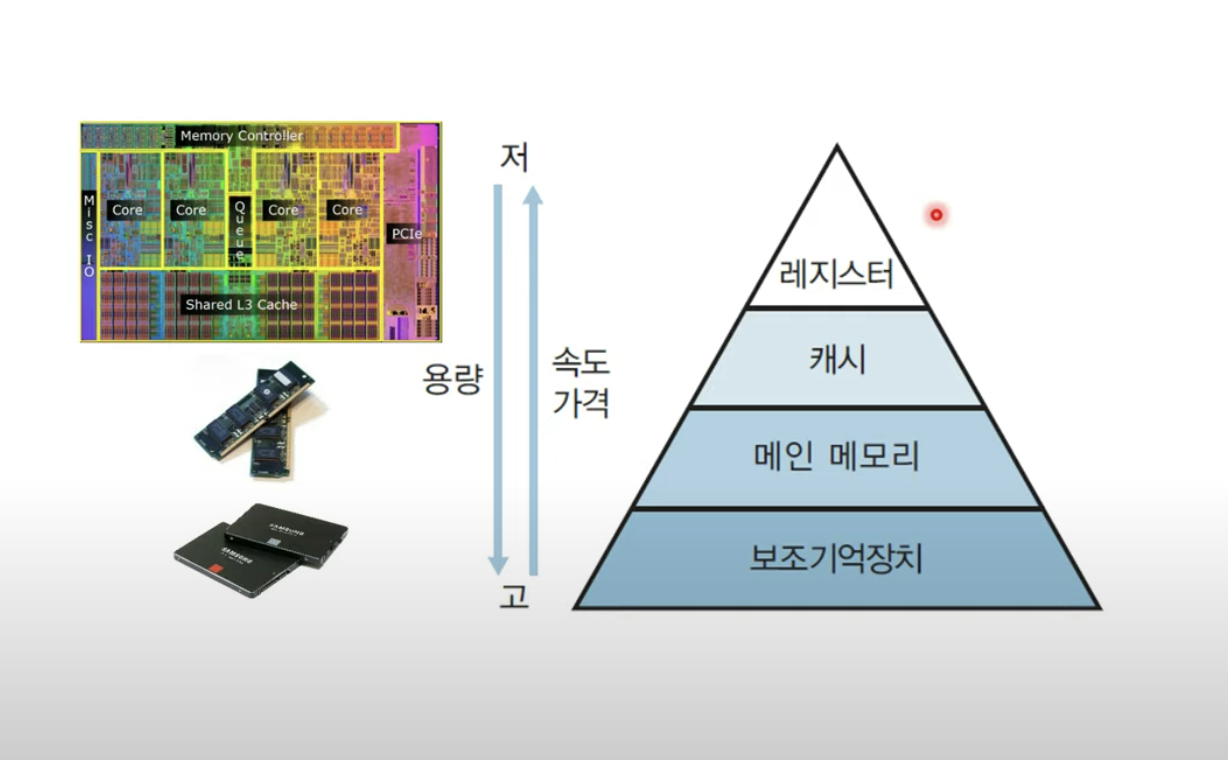 Memory Controller
Misc IO
Core
Core
Queue
Core
Core
PCIe
Shared L3 Cache
SAMSUNG
SAMSUNG
저
용량
속도
가격
고
레지스터
캐시
메인 메모리
보조기억장치